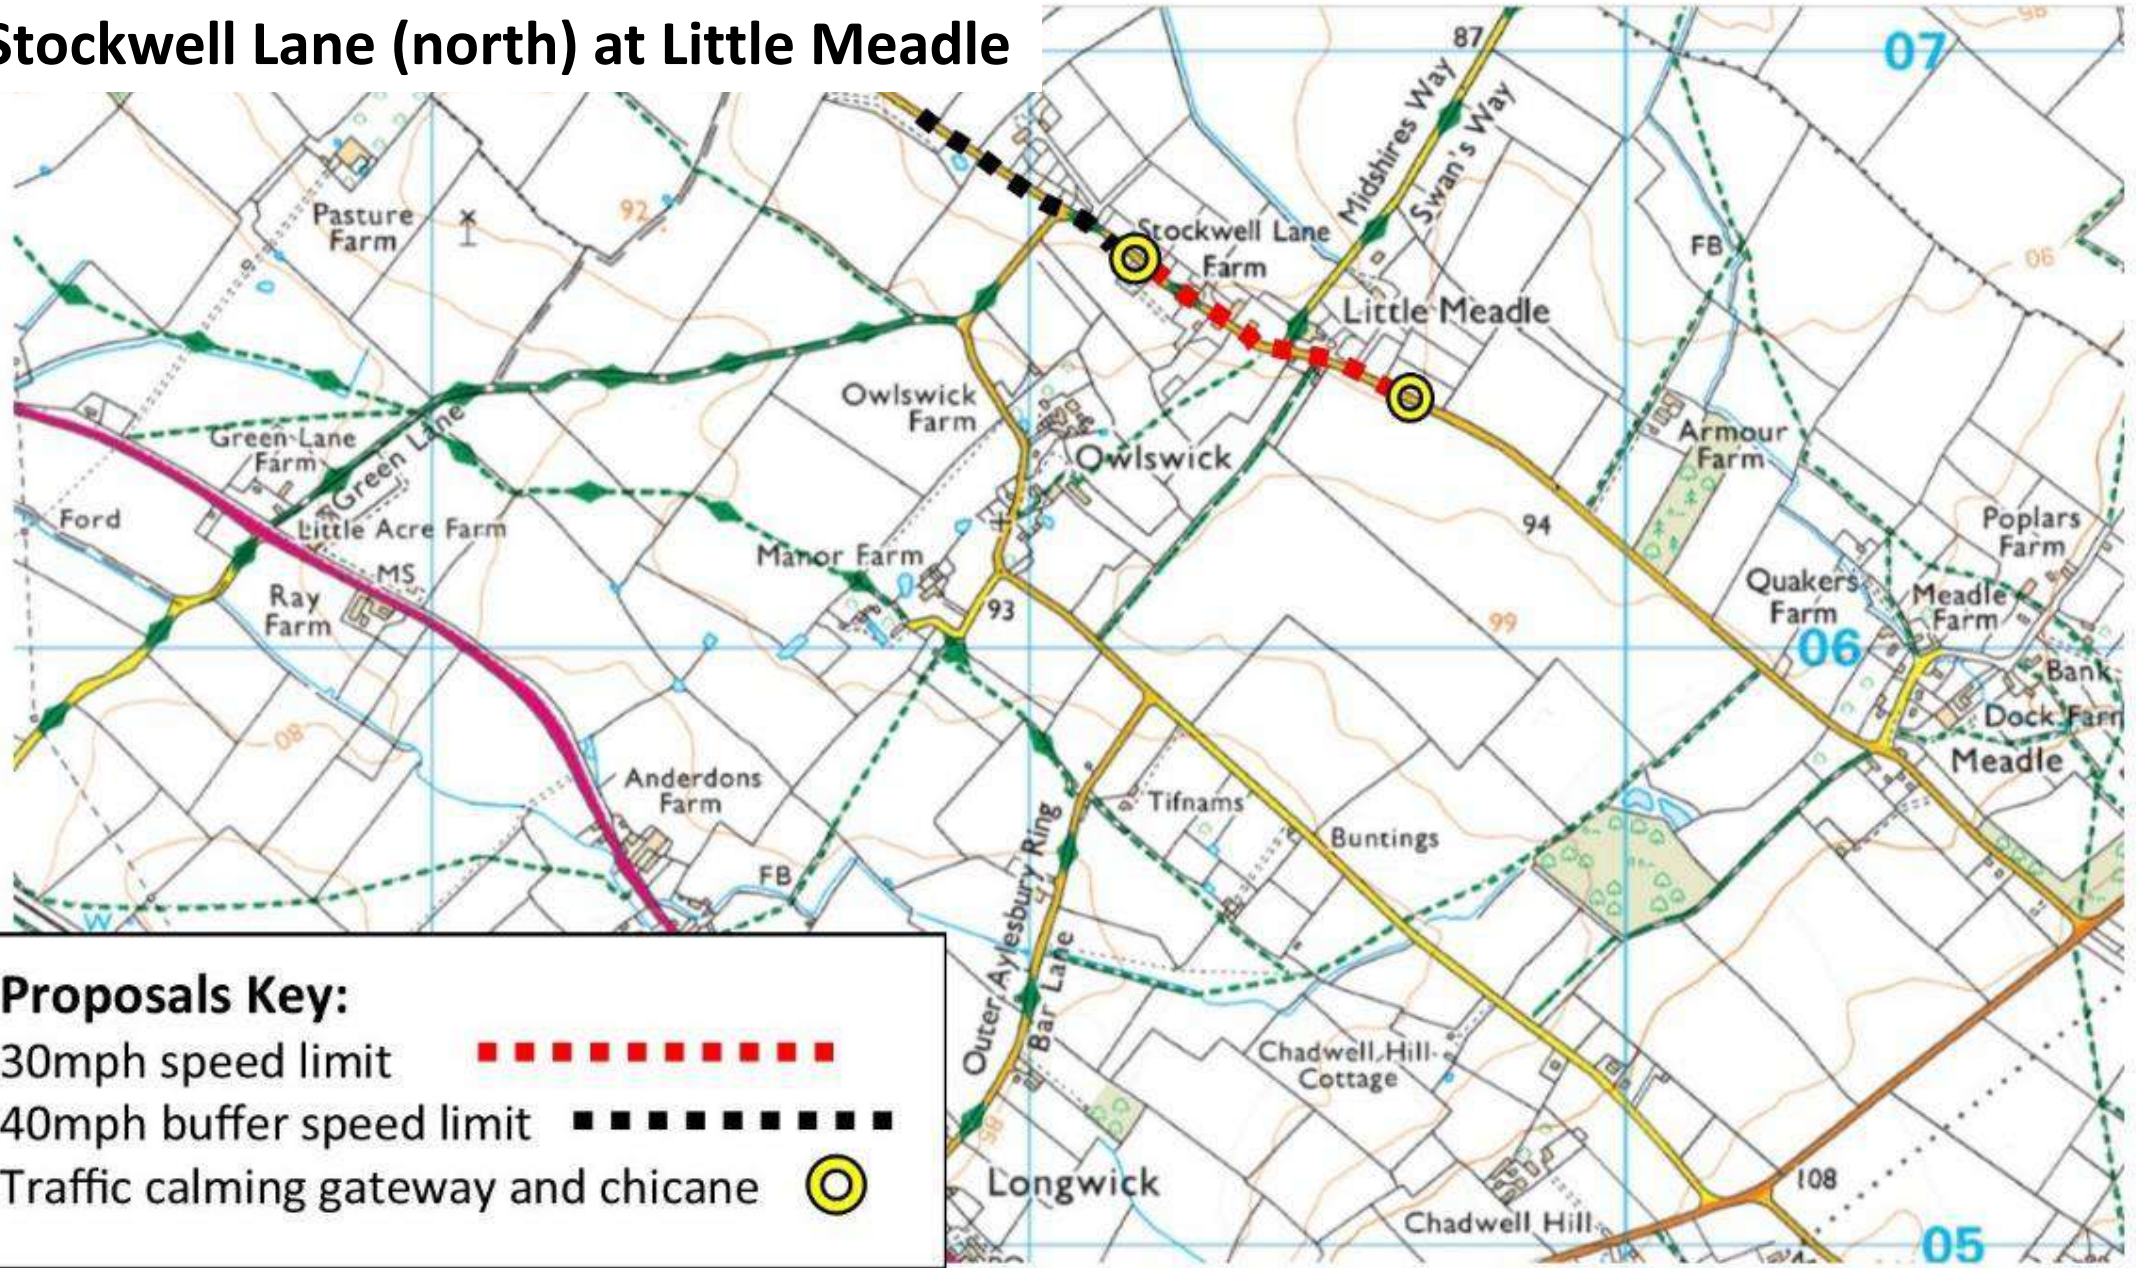 Stockwell Lane (north) at Little Meadle
87
07
Midshires Way
Swan's Way
Pasture
Farm
92
Stockwell Lane
Farm
FB
06
Little Meadle
Owlswick
Farm
Green Lane
Farm
Green Lane
Owlswick
Armour
Farm
Ford
Little Acre Farm
94
Poplars
Farm
Manor Farm
MS
Ray
Farm
93
99
Quakers
Farm
Meadle
Farm
06
Bank
Dock Farm
Meadle
80
Anderdons
Farm
Tifnams
Buntings
FB
W
Outer Aylesbury Ring
Bar Lane
Chadwell Hill
Cottage
85
Longwick
108
Chadwell Hill
05
Proposals Key:
30mph speed limit
40mph buffer speed limit
Traffic calming gateway and chicane